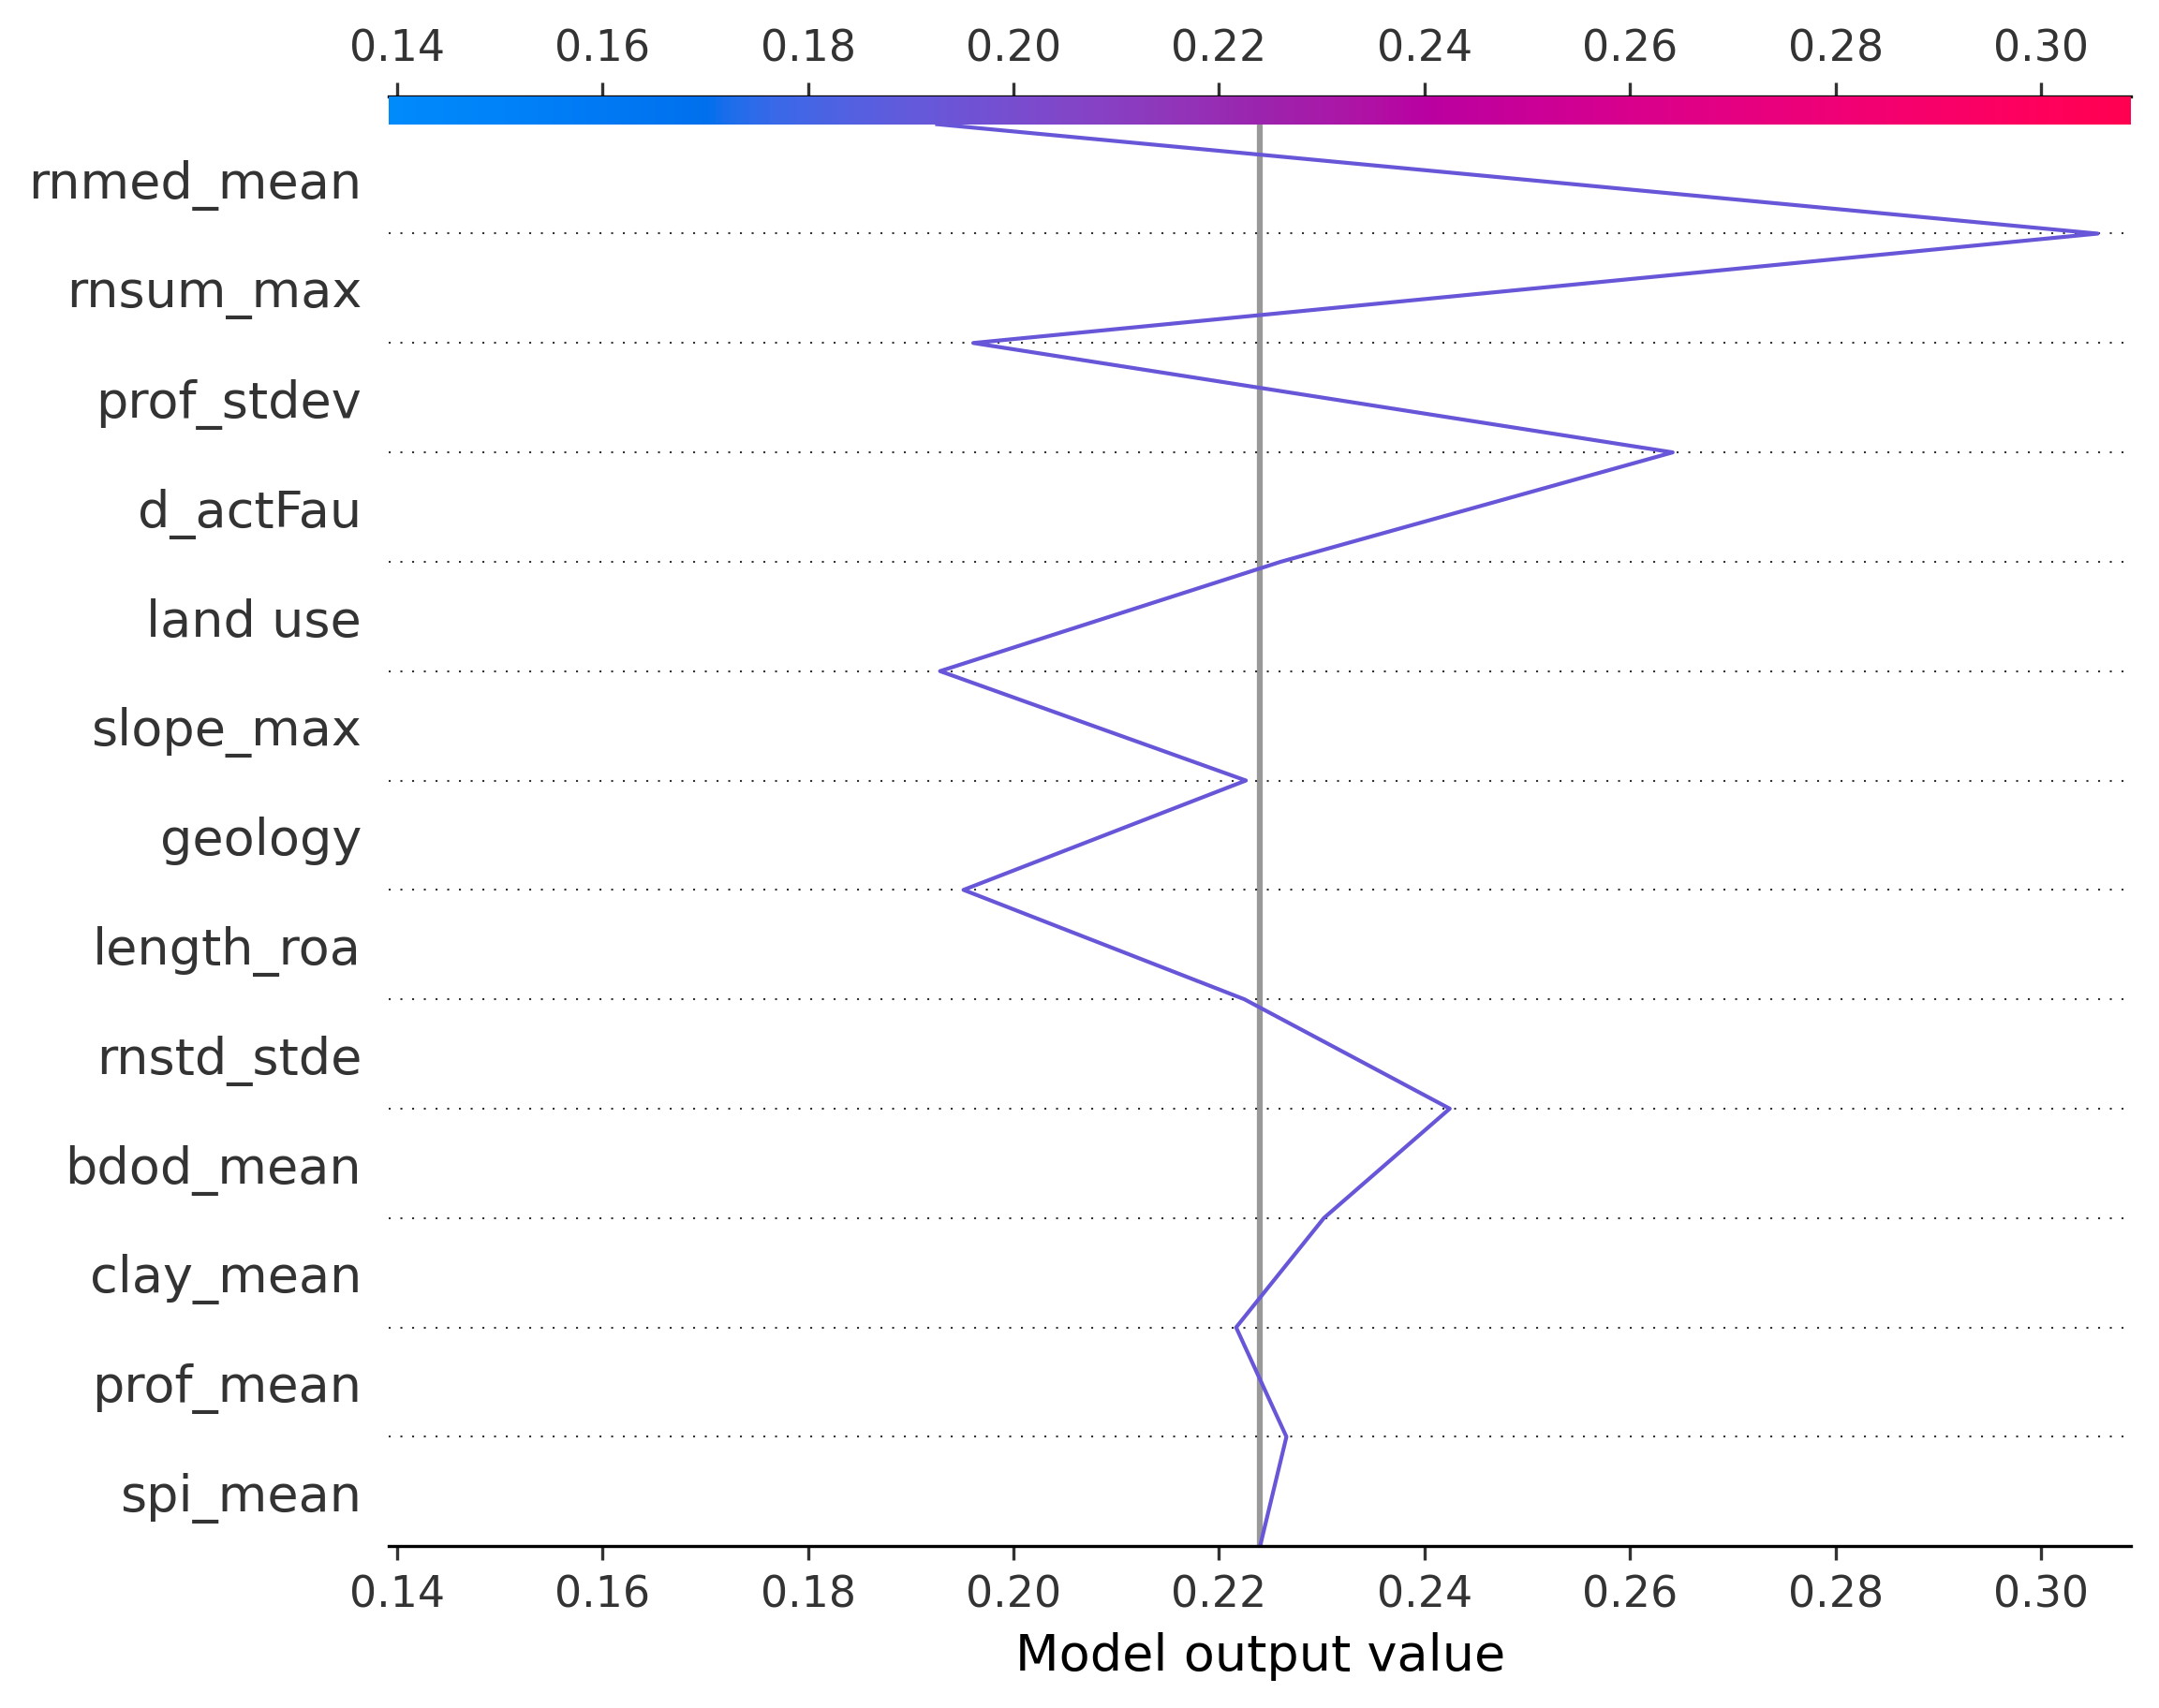 0.14 0.16 0.18 0.20 0.22 0.24 0.26 0.28 0.30
rnmed_mean
rnsum_max
prof_stdev
d_actFau
land use
slope_max
geology
length_roa
rnstd_stde
bdod_mean
clay_mean
prof_mean
spi_mean
0.14 0.16 0.18 0.20 0.22 0.24 0.26 0.28 0.30
Model output value